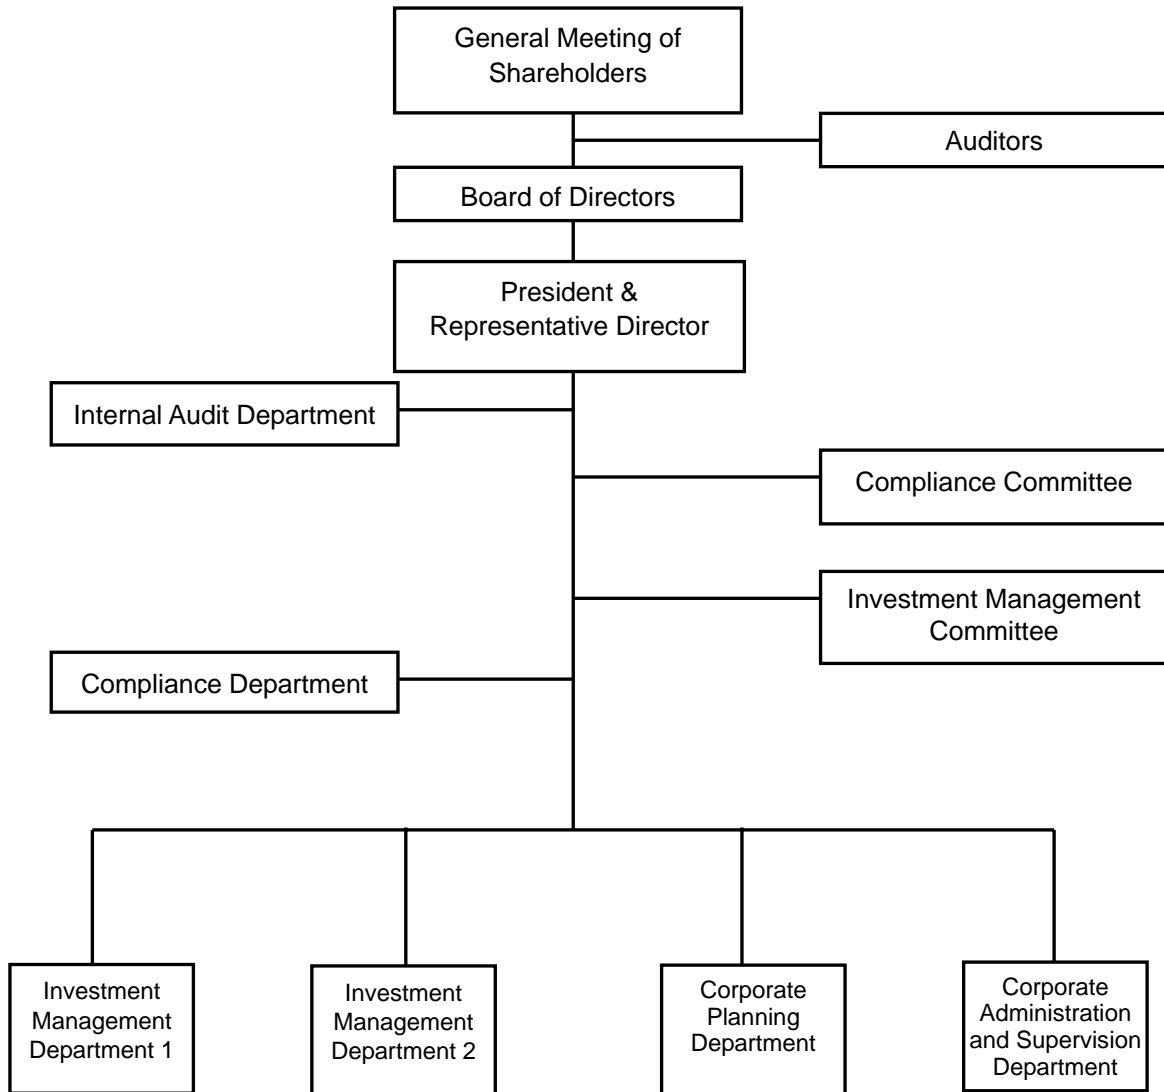 General Meeting of
Shareholders
Auditors
Board of Directors
President &
Representative Director
Internal Audit Department
Compliance Committee
Investment Management
Committee
Compliance Department
Investment
Management
Department 1
Investment
Management
Department 2
Corporate
Planning
Department
Corporate
Administration
and Supervision
Department